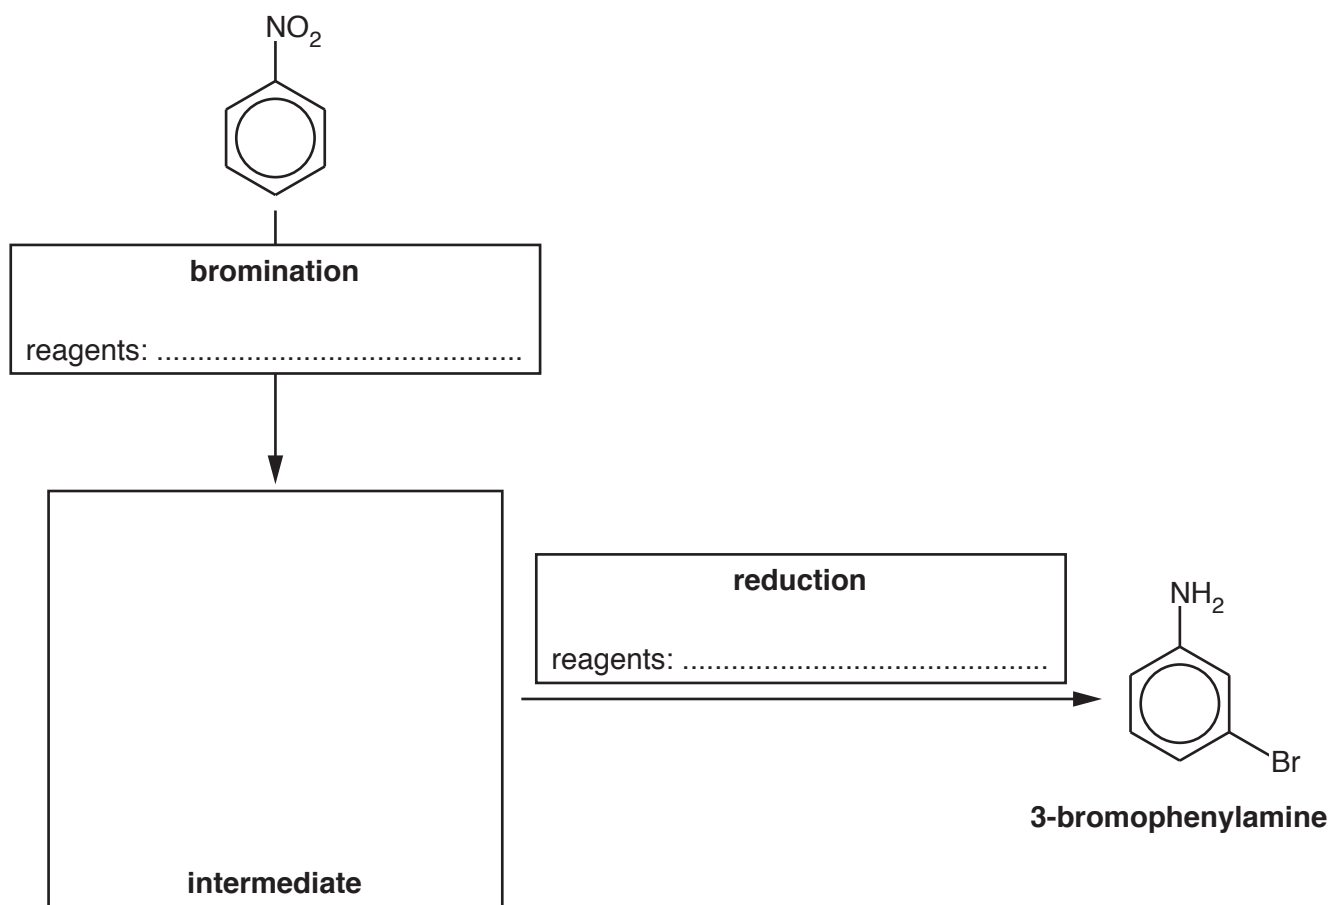 NO2
bromination
reagents: ............................................
reduction
reagents: ............................................
NH2
Br
3-bromophenylamine
intermediate